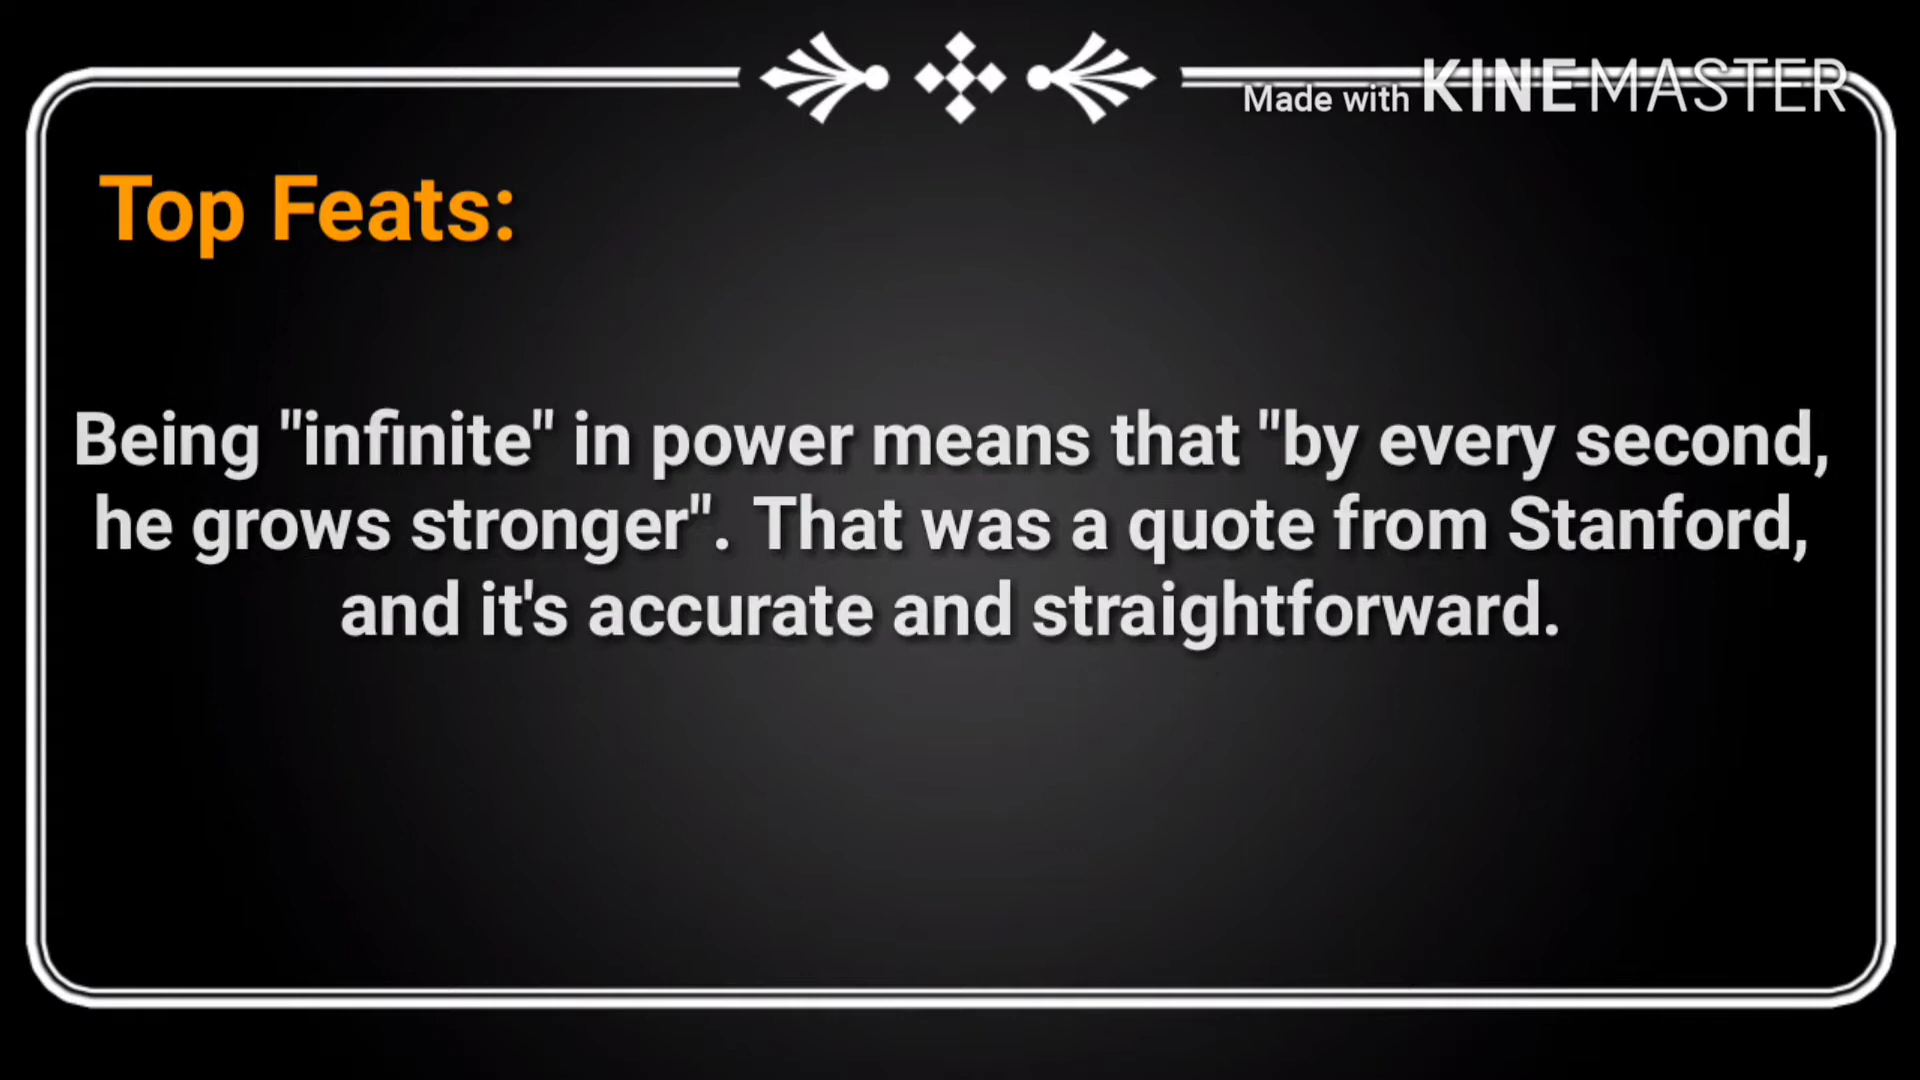 Made with KINEMASTER
Top Feats:
Being "infinite" in power means that "by every second,
he grows stronger". That was a quote from Stanford,
and it's accurate and straightforward.